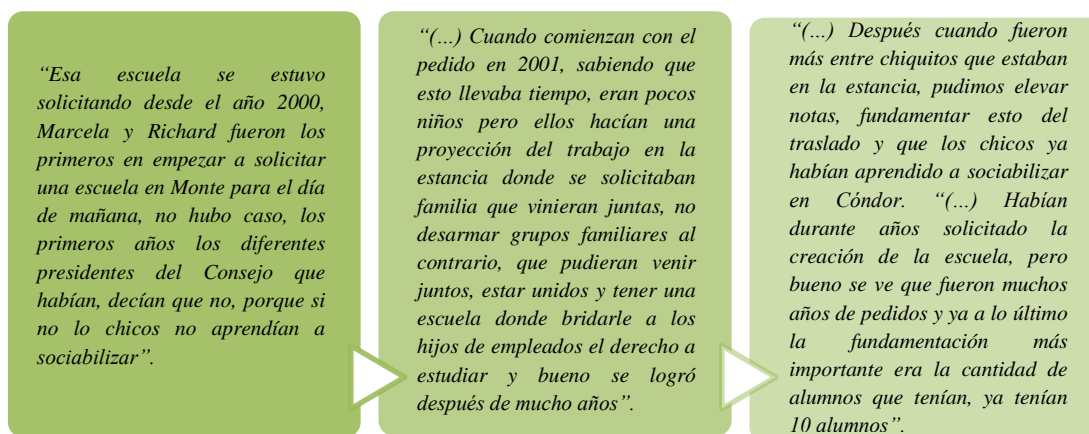 “Esa escuela se estuvo
solicitando desde el año 2000,
Marcela y Richard fueron los
primeros en empezar a solicitar
una escuela en Monte para el día
de mañana, no hubo caso, los
primeros años los diferentes
presidentes del Consejo que
habían, decían que no, porque si
no lo chicos no aprendían a
sociabilizar”.
“(...) Cuando comienzan con el
pedido en 2001, sabiendo que
esto llevaba tiempo, eran pocos
niños pero ellos hacían una
proyección del trabajo en la
estancia donde se solicitaban
familia que vinieran juntas, no
desarmar grupos familiares al
contrario, que pudieran venir
juntos, estar unidos y tener una
escuela donde bridarle a los
hijos de empleados el derecho a
estudiar y bueno se logró
después de mucho años”.
“(...) Después cuando fueron
más entre chiquitos que estaban
en la estancia, pudimos elevar
notas, fundamentar esto del
traslado y que los chicos ya
habían aprendido a sociabilizar
en Cóndor. “(...) Habían
durante años solicitado la
creación de la escuela, pero
bueno se ve que fueron muchos
años de pedidos y ya a lo último
la fundamentación más
importante era la cantidad de
alumnos que tenían, ya tenían
10 alumnos”.